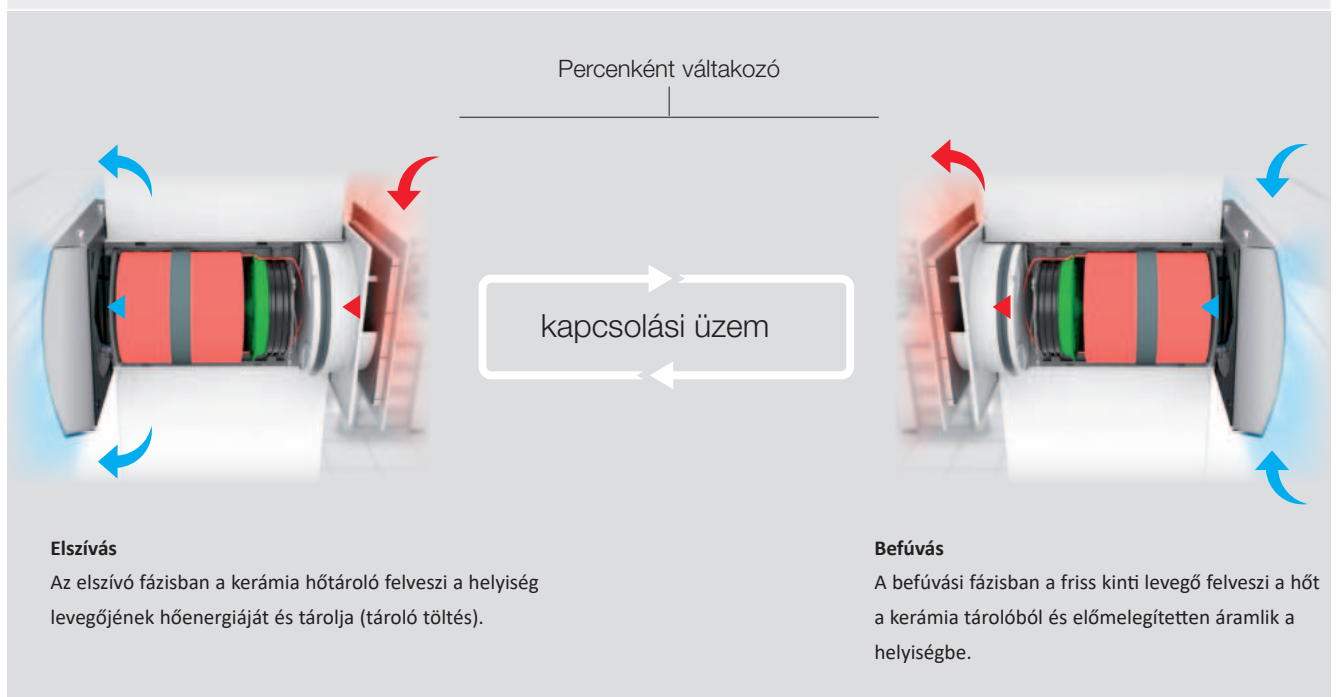 Percenként váltakozó
kapcsolási üzem
Elszívás
Az elszívó fázisban a kerámia hőtároló felveszi a helyiség
levegőjének hőenergiáját és tárolja (tároló töltés).
Befúvás
A befúvási fázisban a friss kinti levegő felveszi a hőt
a kerámia tárolóból és előmelegítetten áramlik a
helyiségbe.